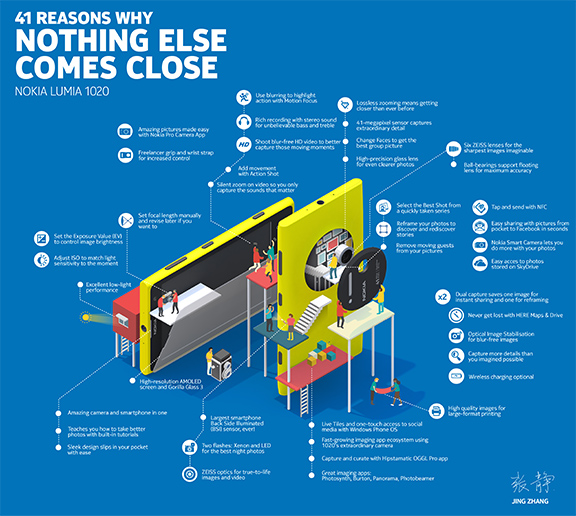 41 REASONS WHY
NOTHING ELSE
COMES CLOSE
NOKIA LUMIA 1020
Use blurring to highlight
action with Motion Focus
Rich recording with stereo sound
for unbelievable bass and treble
HD
Shoot blur-free HD video to better
capture those moving moments
Add movement
with Action Shot
Silent zoom on video so you only
capture the sounds that matter
Lossless zooming means getting
closer than ever before
41-megapixel sensor captures
extraordinary detail
Change Faces to get the
best group picture
High-precision glass lens
for even clearer photos
Amazing pictures made easy
with Nokia Pro Camera App
Freelancer grip and wrist strap
for increased control
Six ZEISS lenses for the
sharpest images imaginable
Ball-bearings support floating
lens for maximum accuracy
Set focal length manually
and revise later if you
want to
Set the Exposure Value (EV)
to control image brightness
Adjust ISO to match light
sensitivity to the moment
Excellent low-light
performance
Select the Best Shot from
a quickly taken series
Reframe your photos to
discover and rediscover
stories
Remove moving guests
from your pictures
Tap and send with NFC
Easy sharing with pictures from
pocket to Facebook in seconds
Nokia Smart Camera lets you
do more with your photos
Easy access to photos
stored on SkyDrive
x2
Dual capture saves one image for
instant sharing and one for reframing
Never get lost with HERE Maps & Drive
Optical Image Stabilisation
for blur-free images
Capture more details than
you imagined possible
Wireless charging optional
High quality images for
large-format printing
NOKIA
NOKIA
High-resolution AMOLED
screen and Gorilla Glass 3
Amazing camera and smartphone in one
Teaches you how to take better
photos with built-in tutorials
Sleek design slips in your pocket
with ease
Largest smartphone
Back Side Illuminated
(BSI) sensor, ever!
Two flashes: Xenon and LED
for the best night photos
ZEISS optics for true-to-life
images and video
Live Tiles and one-touch access to social
media with Windows Phone OS
Fast-growing imaging app ecosystem using
1020's extraordinary camera
Capture and curate with Hipstamatic OGGL Pro app
Great imaging apps:
Photosynth, Burton, Panorama, Photobeamer
张静
JING ZHANG